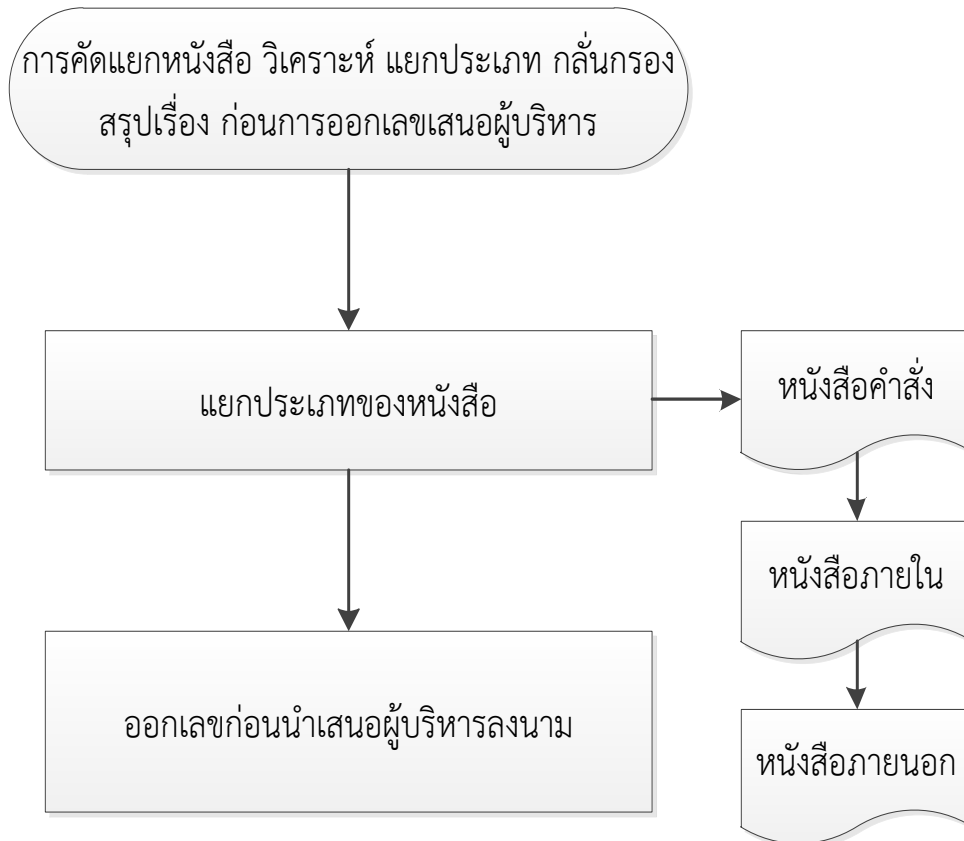 การคัดแยกหนังสือ วิเคราะห์ แยกประเภท กลั่นกรอง
สรุปเรื่อง ก่อนการออกเลขเสนอผู้บริหาร
แยกประเภทของหนังสือ
หนังสือคำสั่ง
หนังสือภายใน
ออกเลขก่อนนำเสนอผู้บริหารลงนาม
หนังสือภายนอก